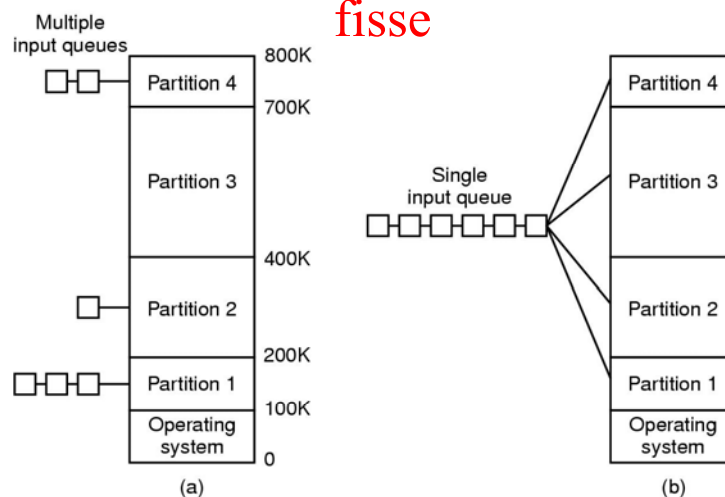 fisse
Multiple
input queues
800K
Partition 4
700K
Partition 3
400K
Partition 2
200K
Partition 1
100K
Operating
system
0
(a)
Single
input queue
Partition 4
Partition 3
Partition 2
Partition 1
Operating
system
(b)